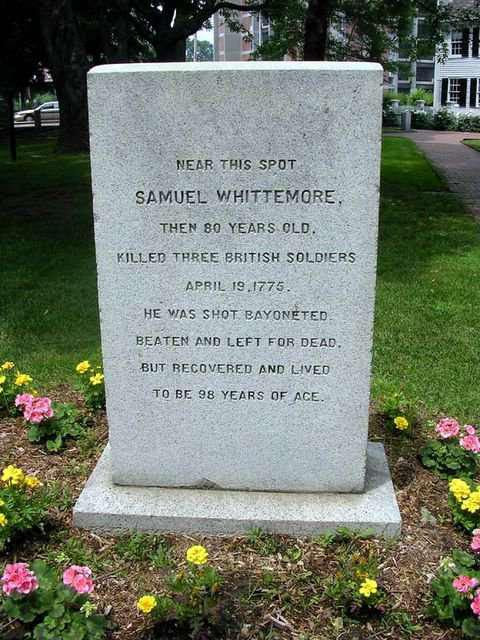 NEAR THIS SPOT
SAMUEL WHITTEMORE,
THEN 80 YEARS OLD,
KILLED THREE BRITISH SOLDIERS
APRIL 19, 1775.
HE WAS SHOT BAYONETED
BEATEN AND LEFT FOR DEAD,
BUT RECOVERED AND LIVED
TO BE 98 YEARS OF AGE.